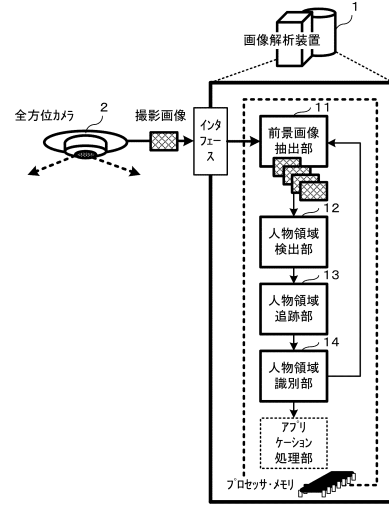 1
画像解析装置
全方位カメラ
2
撮影画像
インタ
フェー
ス
11
前景画像
抽出部
12
人物領域
検出部
13
人物領域
追跡部
14
人物領域
識別部
アプリ
ケーション
処理部
プロセッサ・メモリ